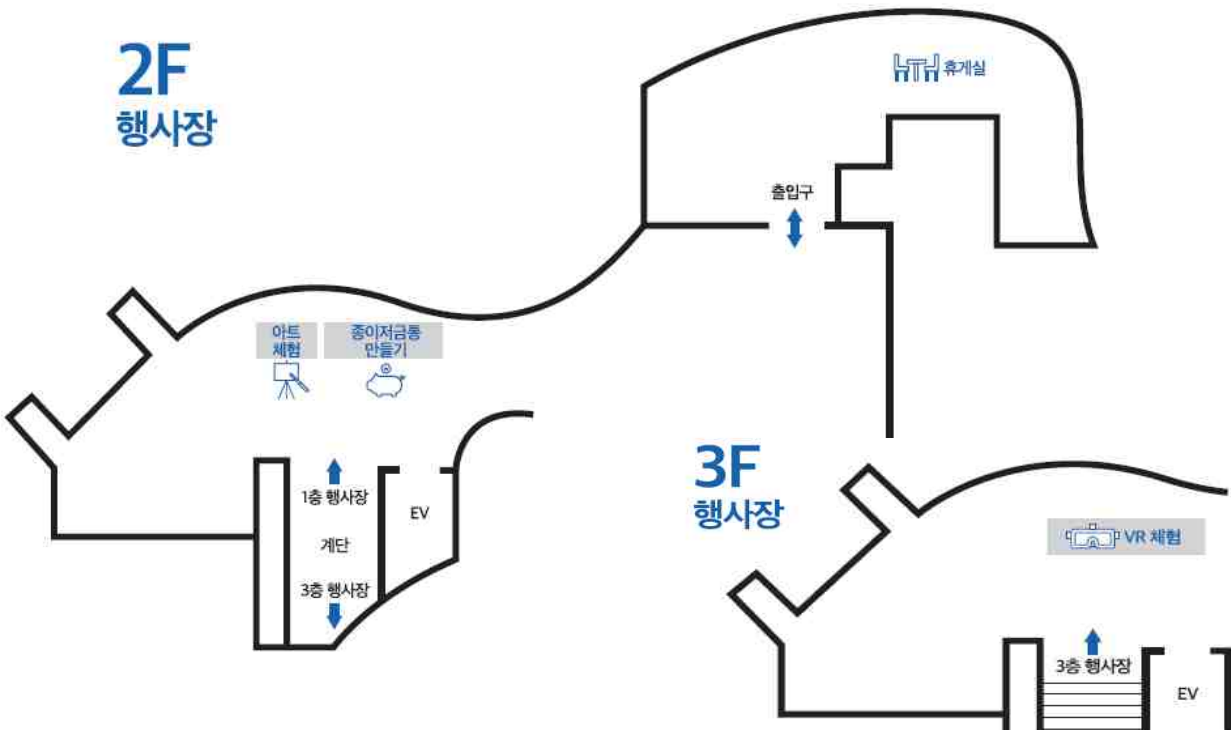 2F
행사장
휴게실
출입구
아트
체험
종이저금통
만들기
1층 행사장
계단
3층 행사장
EV
3F
행사장
VR 체험
3층 행사장
EV